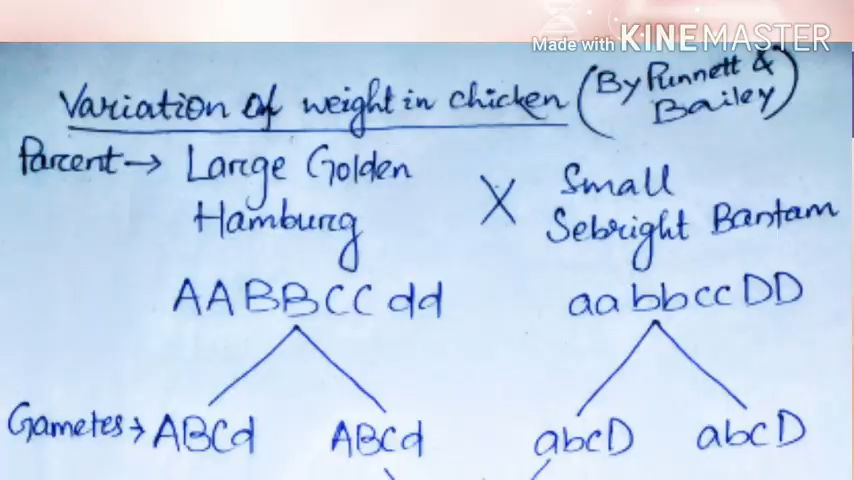 Made with KINEMASTER
Variation of weight in chicken (By Punnett &
Bailey)
Parent → Large Golden
Hamburg
X
Small
Sebright Bantam
AABBCCdd
aabbccDD
Gametes → ABCd ABCd abcD abcD